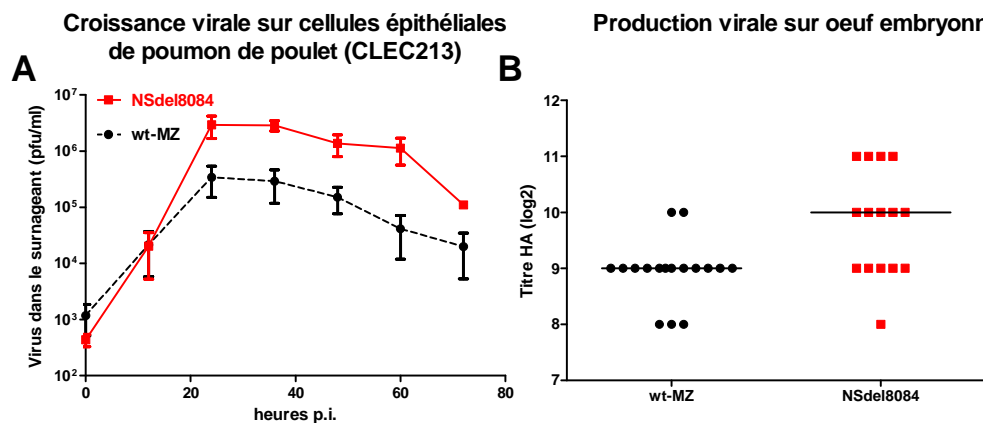 Croissance virale sur cellules épithéliales
de poumon de poulet (CLEC213)
Production virale sur oeuf embryonn
A
B
NSdel8084
wt-MZ
Virus dans le surnageant (pfu/ml)
10⁷
10⁶
10⁵
10⁴
10³
10²
0
20
40
60
80
heures p.i.
Titre HA (log2)
12
11
10
9
8
7
wt-MZ
NSdel8084